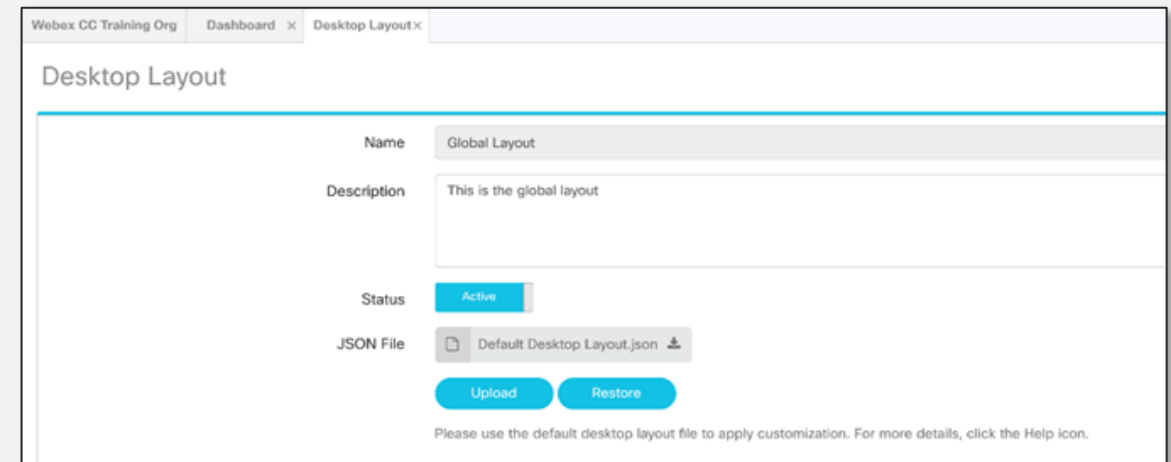 Webex CC Training Org Dashboard × Desktop Layout×
Desktop Layout
Name Global Layout
Description This is the global layout
Status Active
JSON File Default Desktop Layout.json
Upload Restore
Please use the default desktop layout file to apply customization. For more details, click the Help icon.